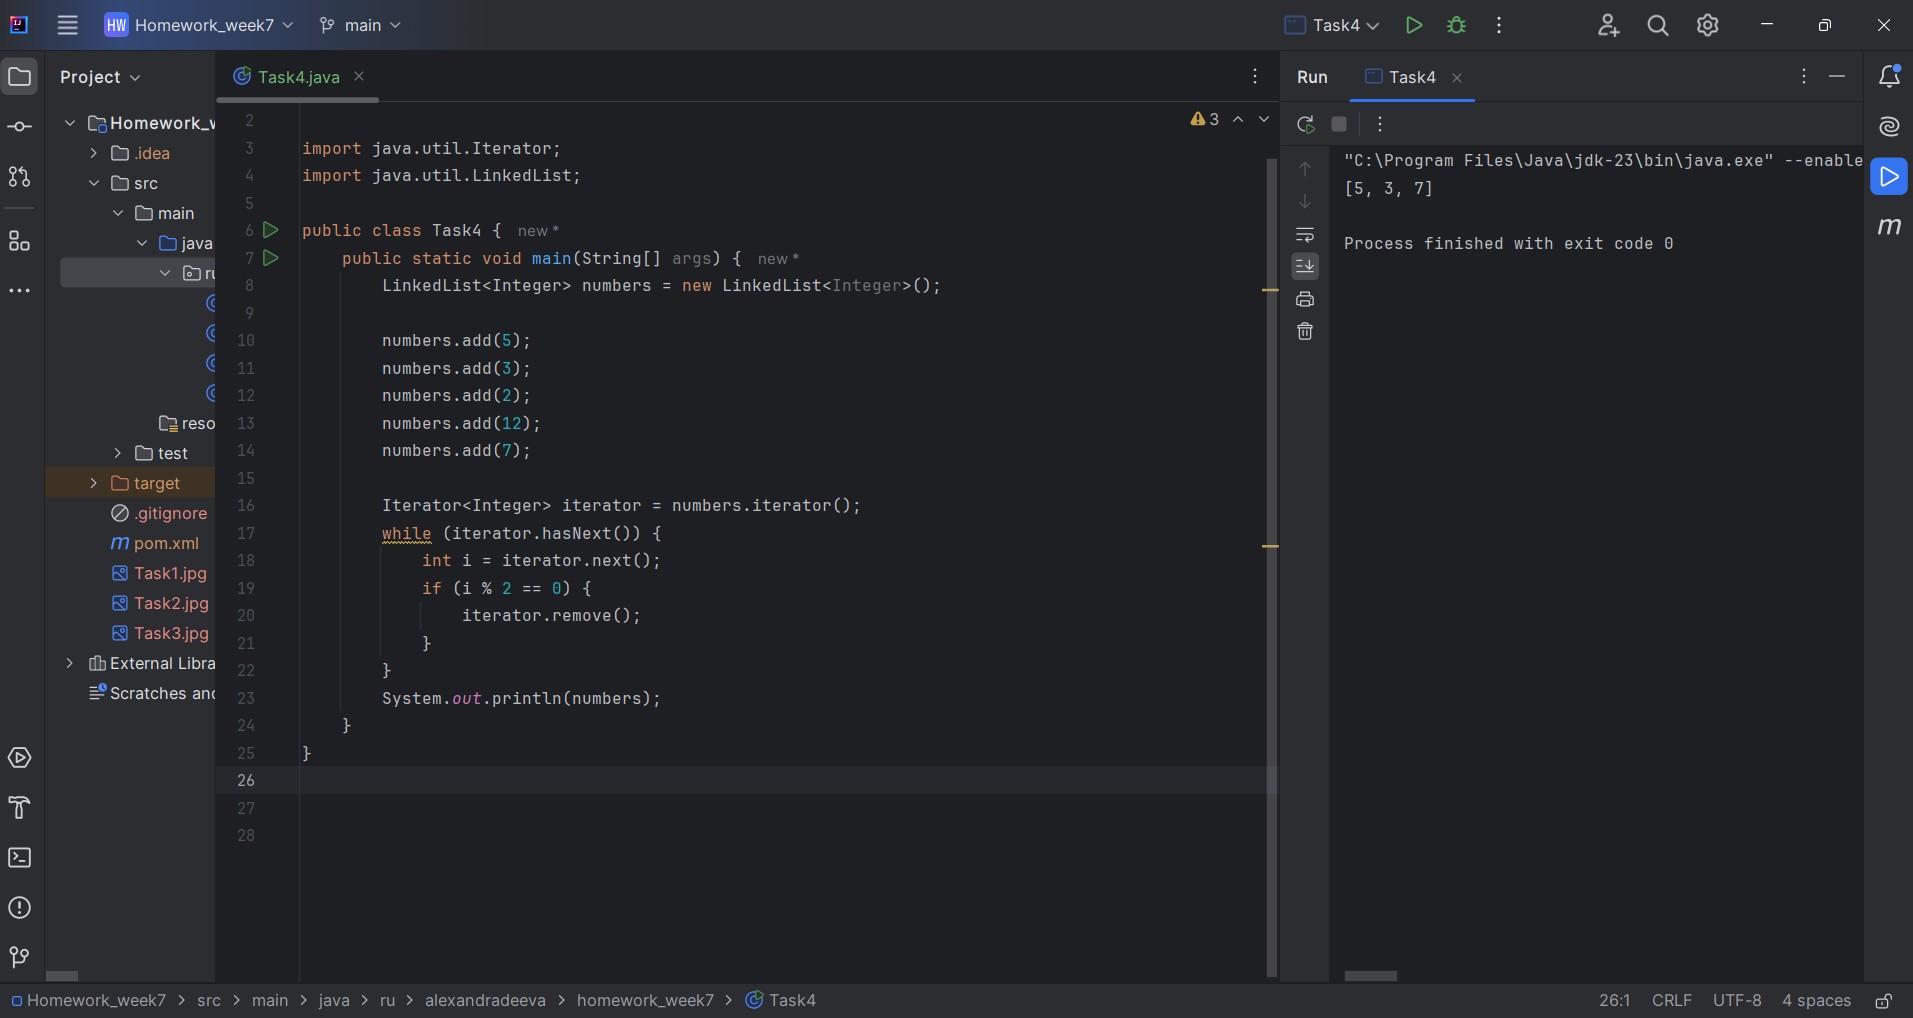 HW Homework_week7 main Task4
Project
Homework_w
.idea
src
main
java
ru
reso
test
target
.gitignore
m pom.xml
Task1.jpg
Task2.jpg
Task3.jpg
External Libra
Scratches and
Task4.java
3
2
3 import java.util.Iterator;
4 import java.util.LinkedList;
5
6 public class Task4 { new *
7 public static void main(String[] args) { new *
8 LinkedList<Integer> numbers = new LinkedList<Integer>();
9
10 numbers.add(5);
11 numbers.add(3);
12 numbers.add(2);
13 numbers.add(12);
14 numbers.add(7);
15
16 Iterator<Integer> iterator = numbers.iterator();
17 while (iterator.hasNext()) {
18 int i = iterator.next();
19 if (i % 2 == 0) {
20 iterator.remove();
21 }
22 }
23 System.out.println(numbers);
24 }
25 }
26
27
28
Run Task4
"C:\Program Files\Java\jdk-23\bin\java.exe" --enable
[5, 3, 7]
Process finished with exit code 0
m
Homework_week7 > src > main > java > ru > alexandradeeva > homework_week7 > Task4
26:1 CRLF UTF-8 4 spaces